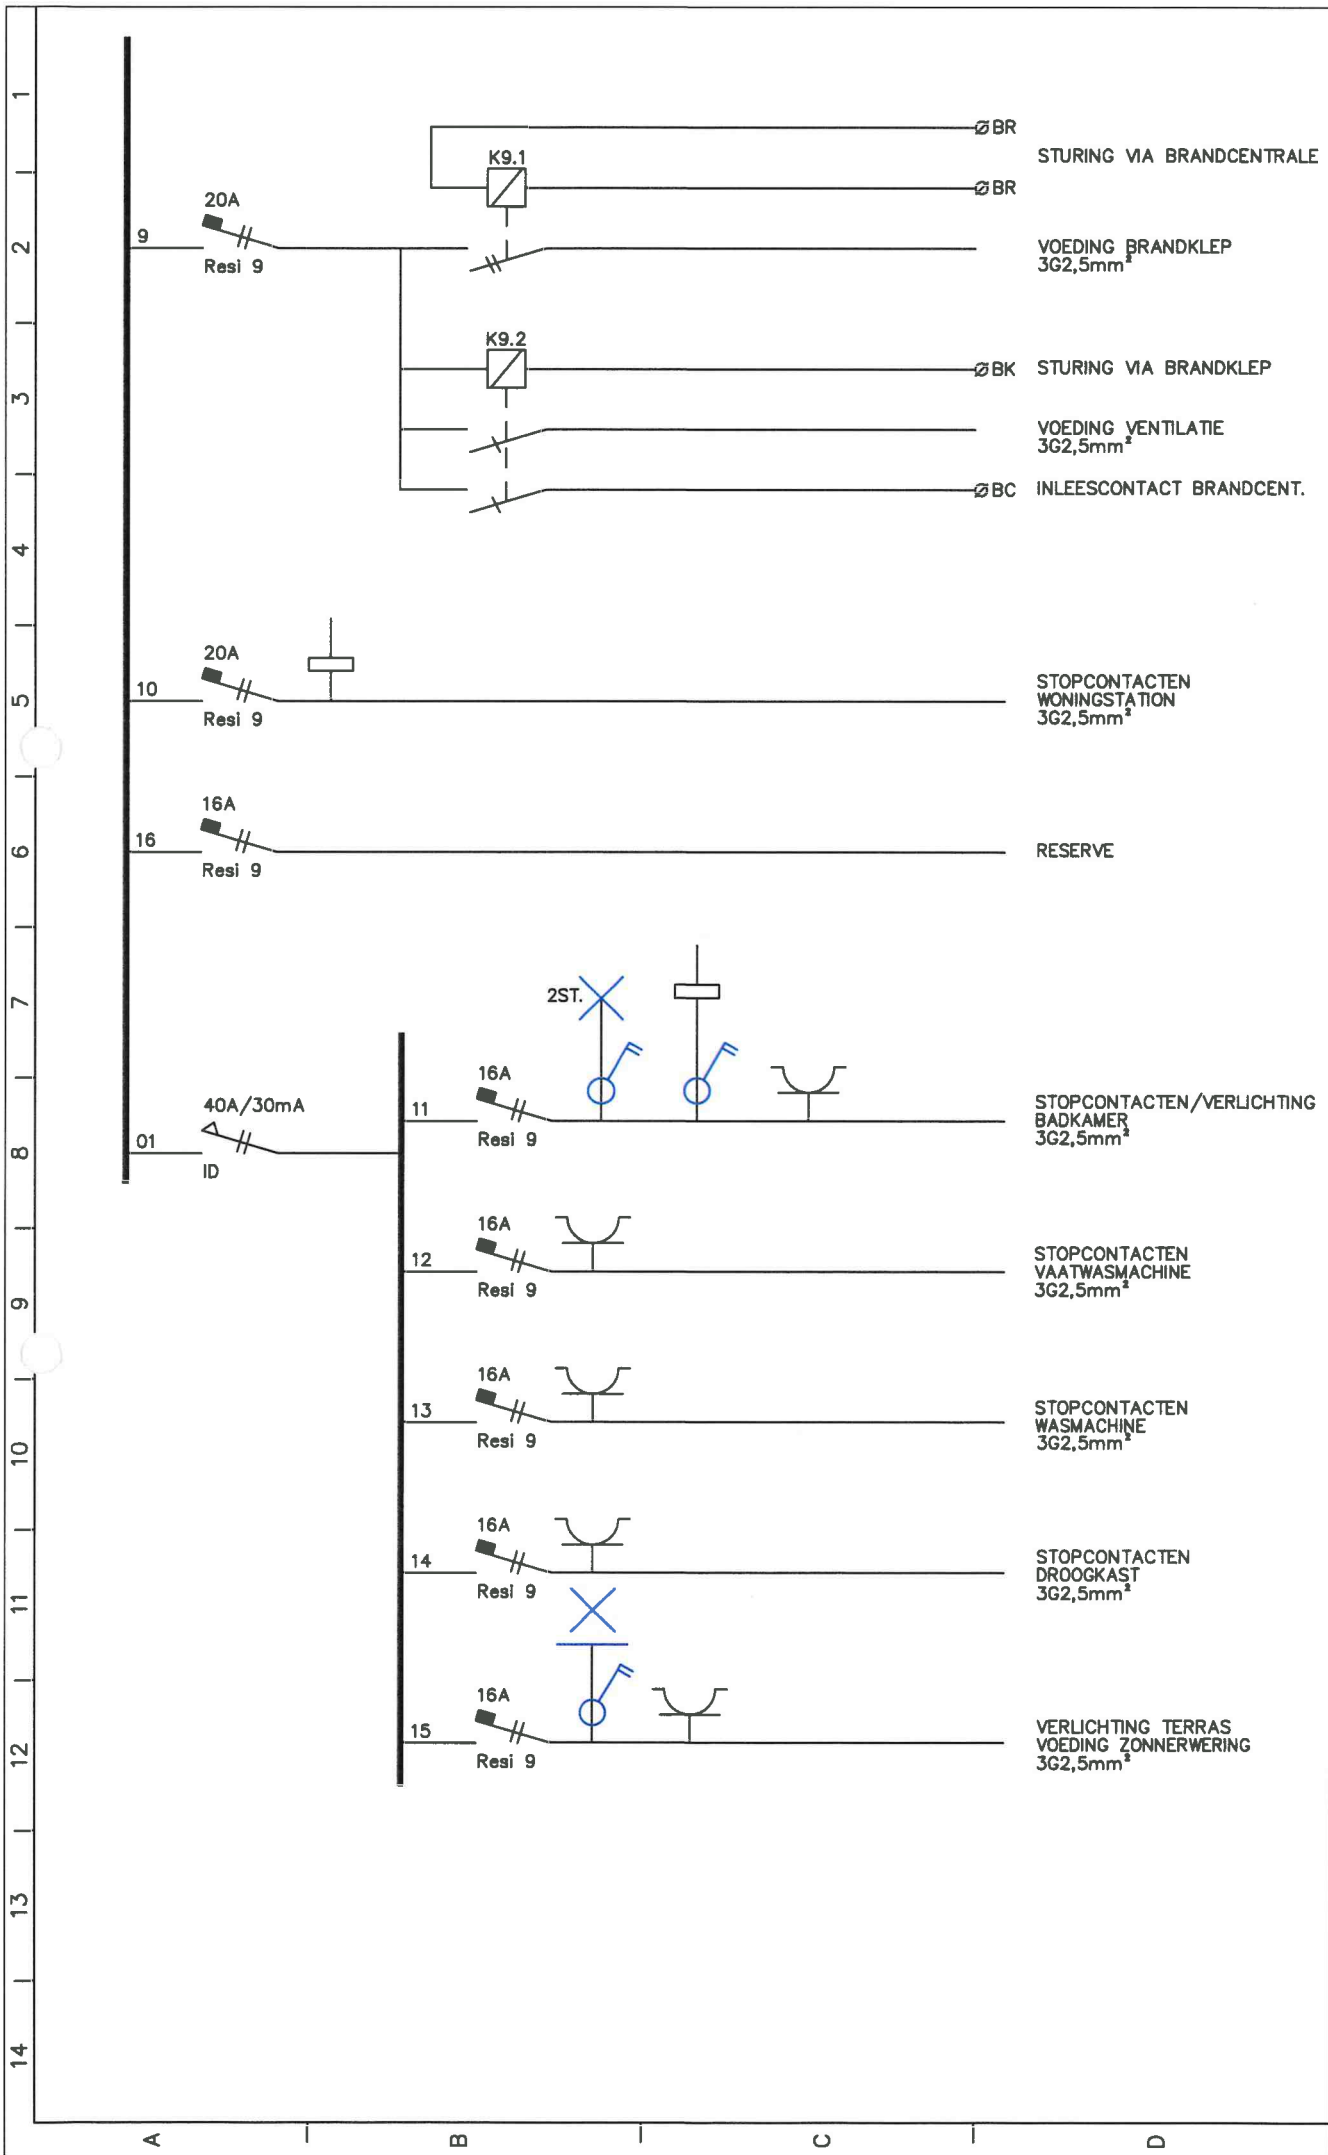 1
BR
STURING VIA BRANDCENTRALE
K9.1
BR
20A
9
2
Resi 9
VOEDING BRANDKLEP
3G2,5mm²
K9.2
BK
STURING VIA BRANDKLEP
3
VOEDING VENTILATIE
3G2,5mm²
BC
INLEESCONTACT BRANDCENT.
4
20A
10
5
Resi 9
STOPCONTACTEN
WONINGSTATION
3G2,5mm²
16A
16
6
Resi 9
RESERVE
7
2ST.
40A/30mA
01
8
ID
16A
11
Resi 9
STOPCONTACTEN/VERLICHTING
BADKAMER
3G2,5mm²
16A
12
Resi 9
STOPCONTACTEN
VAATWASMACHINE
3G2,5mm²
9
16A
13
Resi 9
STOPCONTACTEN
WASMACHINE
3G2,5mm²
10
16A
14
Resi 9
STOPCONTACTEN
DROOGKAST
3G2,5mm²
11
16A
15
Resi 9
VERLICHTING TERRAS
VOEDING ZONNERWERING
3G2,5mm²
12
13
14
A
B
C
D